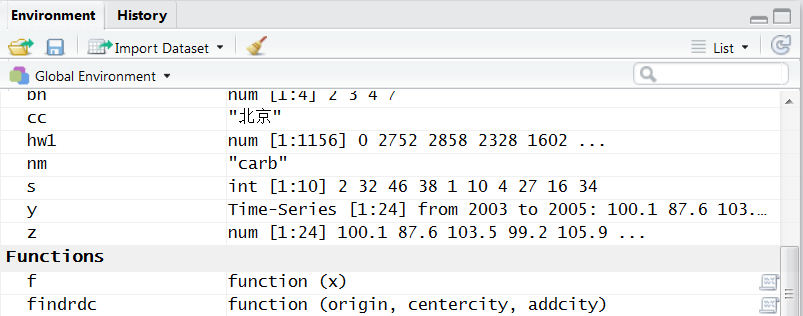 Environment History
Import Dataset List
Global Environment
bn num [1:4] 2 3 4 7
cc "北京"
hw1 num [1:1156] 0 2752 2858 2328 1602 ...
nm "carb"
s int [1:10] 2 32 46 38 1 10 4 27 16 34
y Time-Series [1:24] from 2003 to 2005: 100.1 87.6 103.…
z num [1:24] 100.1 87.6 103.5 99.2 105.9 ...
Functions
f function (x)
findrdc function (origin, centercity, addcity)